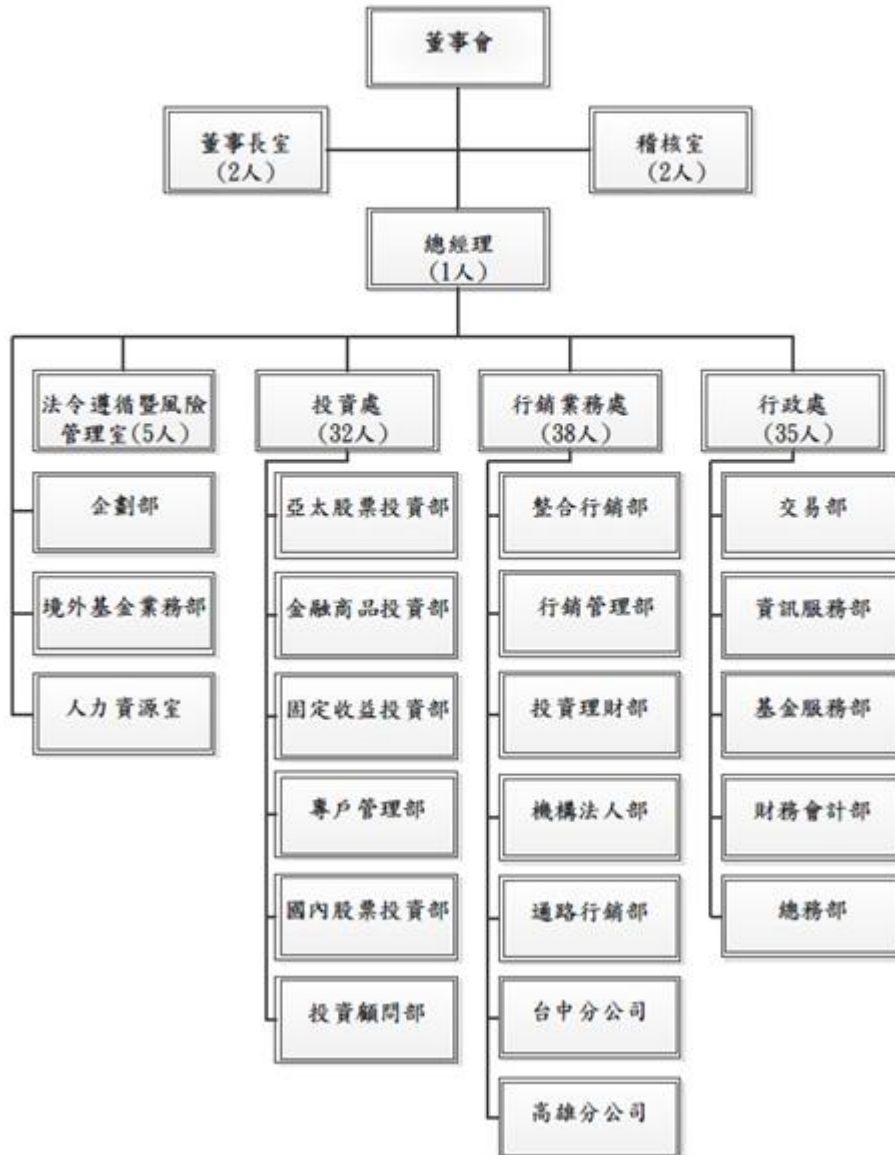 董事會
董事長室
(2人)
稽核室
(2人)
總經理
(1人)
法令遵循暨風險
管理室(5人)
投資處
(32人)
行銷業務處
(38人)
行政處
(35人)
企劃部
境外基金業務部
人力資源室
亞太股票投資部
金融商品投資部
固定收益投資部
專戶管理部
國內股票投資部
投資顧問部
整合行銷部
行銷管理部
投資理財部
機構法人部
通路行銷部
台中分公司
高雄分公司
交易部
資訊服務部
基金服務部
財務會計部
總務部